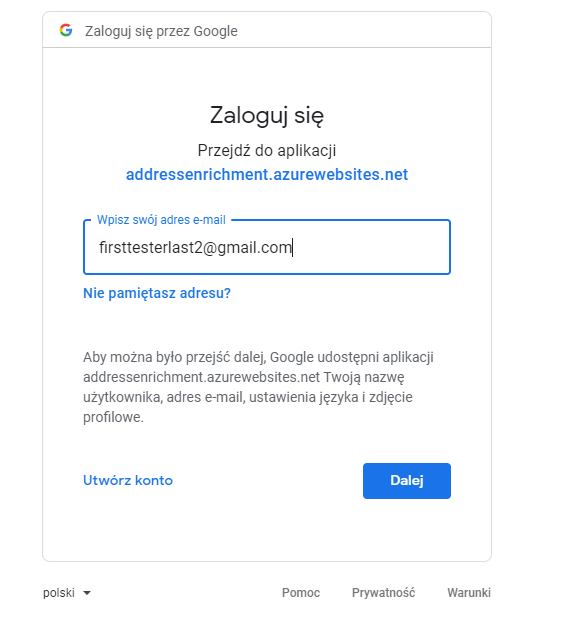 Zaloguj się przez Google
Zaloguj się
Przejdź do aplikacji
addressenrichment.azurewebsites.net
Wpisz swój adres e-mail
firsttesterlast2@gmail.com
Nie pamiętasz adresu?
Aby można było przejść dalej, Google udostępni aplikacji
addressenrichment.azurewebsites.net Twoją nazwę
użytkownika, adres e-mail, ustawienia języka i zdjęcie
profilowe.
Utwórz konto
Dalej
polski
Pomoc
Prywatność
Warunki